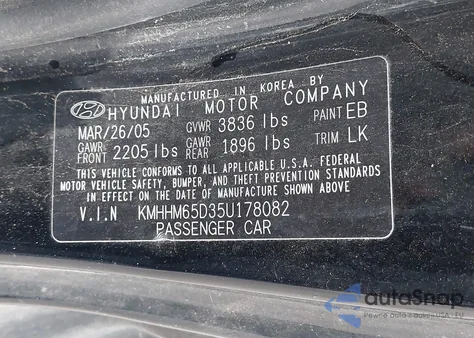 MANUFACTURED IN KOREA BY
HYUNDAI MOTOR COMPANY
MAR/26/05 GVWR 3836 lbs PAINT EB
GAWR FRONT 2205 lbs GAWR REAR 1896 lbs TRIM LK
THIS VEHICLE CONFORMS TO ALL APPLICABLE U.S.A. FEDERAL
MOTOR VEHICLE SAFETY, BUMPER, AND THEFT PREVENTION STANDARDS
IN EFFECT ON THE DATE OF MANUFACTURE SHOWN ABOVE.
V.I.N KMHHM65D35U178082
PASSENGER CAR
autoSnap